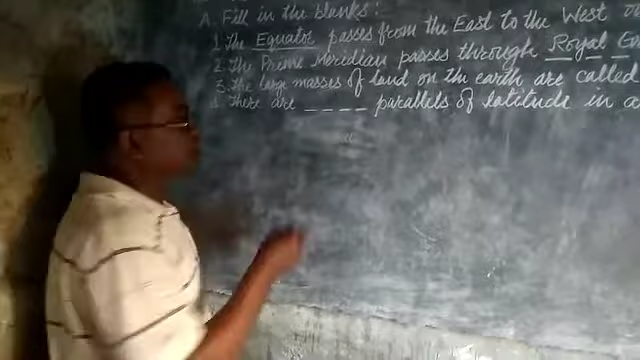 A. Fill in the blanks:
1. The Equator passes from the East to the West
2. The Prime Meridian passes through Royal
3. The large masses of land on the earth are called
4. There are _ _ _ _ parallels of latitude in